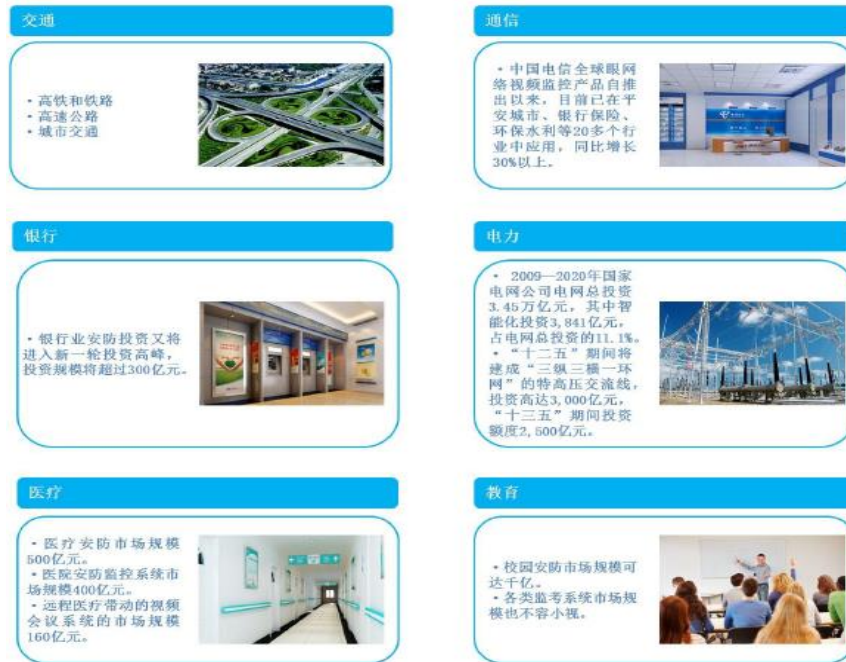 交通
• 高铁和铁路
• 高速公路
• 城市交通
通信
• 中国电信全球眼网
络视频监控产品自推
出以来，目前已在平
安城市、银行保险、
环保水利等20多个行
业中应用，同比增长
30%以上。
银行
• 银行业安防投资又将
进入新一轮投资高峰，
投资规模将超过300亿元。
电力
• 2009—2020年国家
电网公司电网总投资
3.45万亿元，其中智
能化投资3,841亿元，
占电网总投资的11.1%。
• “十二五”期间将
建成“三纵三横一环
网”的特高压交流线，
投资高达3,000亿元，
“十三五”期间投资
额度2,500亿元。
医疗
• 医疗安防市场规模
500亿元。
• 医院安防监控系统市
场规模400亿元。
• 远程医疗带动的视频
会议系统的市场规模
160亿元。
教育
• 校园安防市场规模可
达千亿。
• 各类监考系统市场规
模也不容小视。